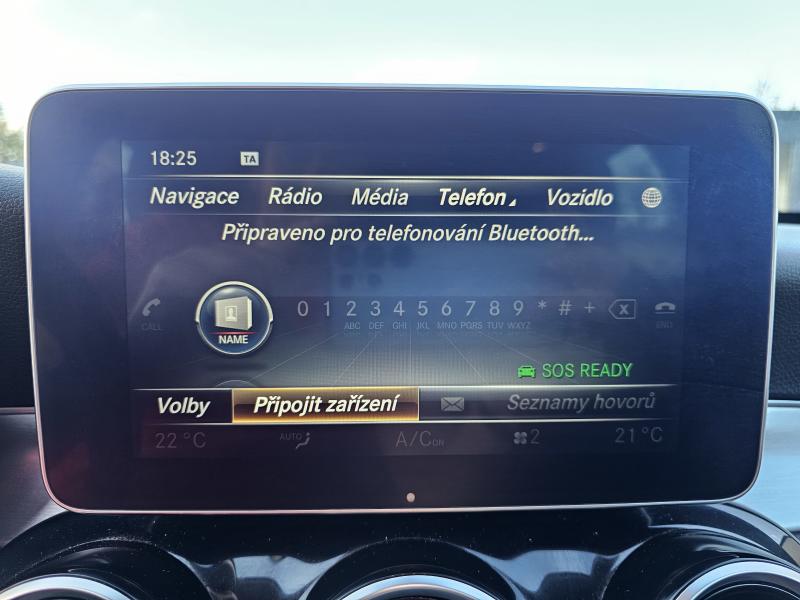 18:25 TA
Navigace Rádio Média Telefon Vozidlo
Připraveno pro telefonování Bluetooth...
0 1 2 3 4 5 6 7 8 9 * # +
CALL ABC DEF GHI JKL MNO PQRS TUV WXYZ END
NAME
SOS READY
Volby Připojit zařízení Seznamy hovorů
22 °C AUTO A/C ON 2 21 °C